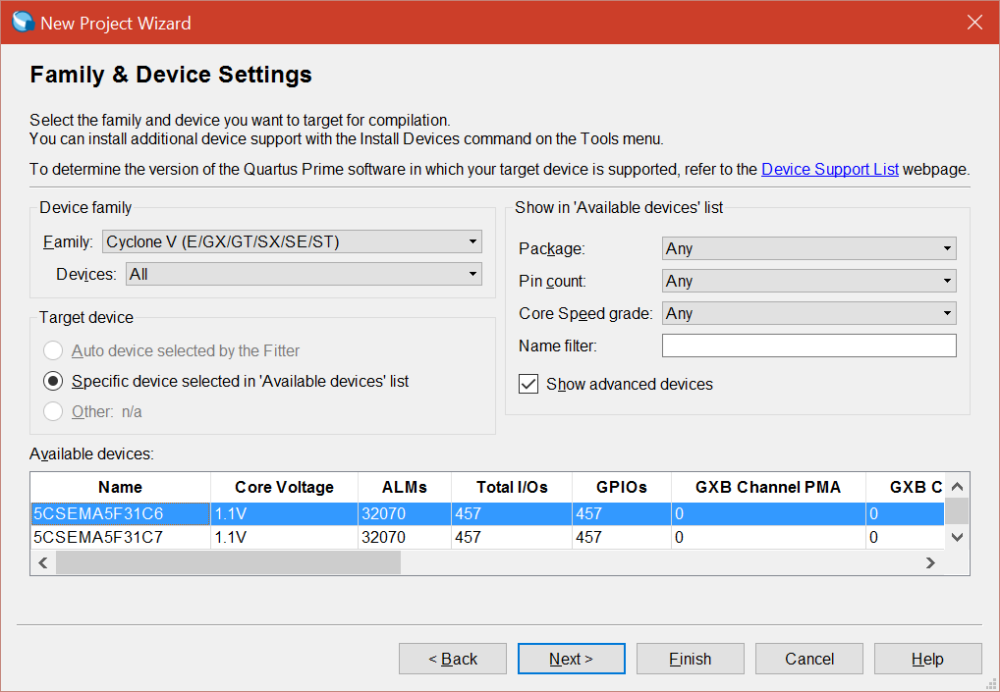 New Project Wizard
Family & Device Settings
Select the family and device you want to target for compilation.
You can install additional device support with the Install Devices command on the Tools menu.
To determine the version of the Quartus Prime software in which your target device is supported, refer to the Device Support List webpage.
Device family
Family: Cyclone V (E/GX/GT/SX/SE/ST)
Devices: All
Target device
Auto device selected by the Fitter
Specific device selected in 'Available devices' list
Other: n/a
Show in 'Available devices' list
Package: Any
Pin count: Any
Core Speed grade: Any
Name filter:
Show advanced devices
Available devices:
Name Core Voltage ALMs Total I/Os GPIOs GXB Channel PMA GXB C
5CSEMA5F31C6 1.1V 32070 457 457 0 0
5CSEMA5F31C7 1.1V 32070 457 457 0 0
< Back Next > Finish Cancel Help